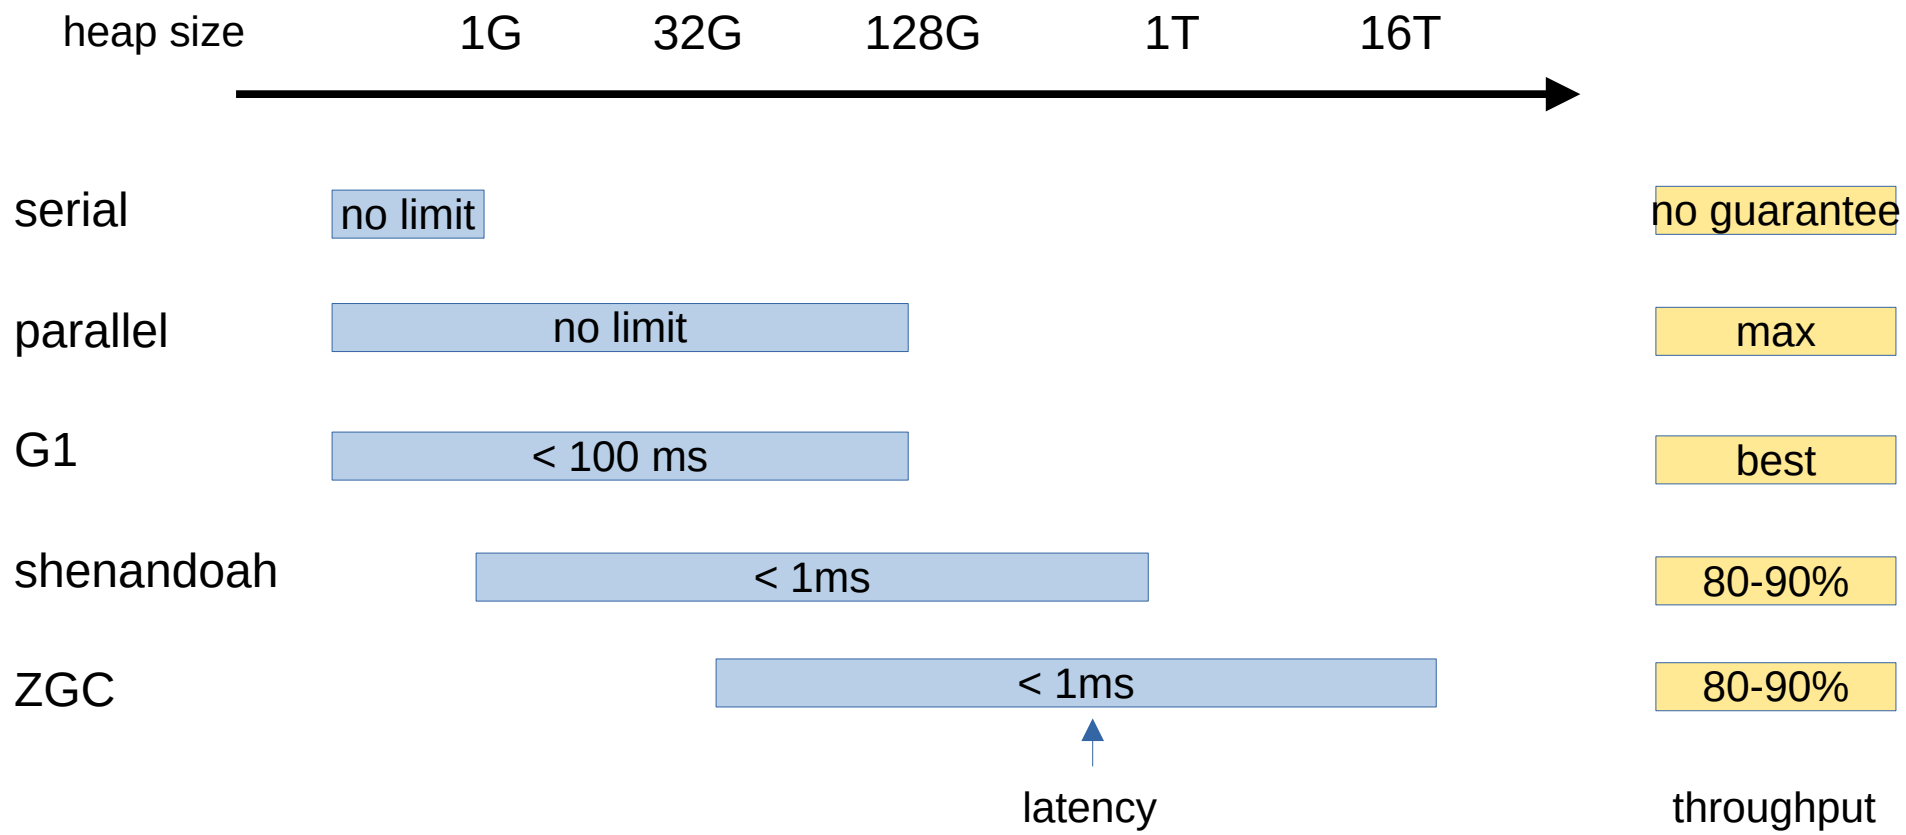 heap size 1G 32G 128G 1T 16T
serial no limit no guarantee
parallel no limit max
G1 < 100 ms best
shenandoah < 1ms 80-90%
ZGC < 1ms 80-90%
latency throughput